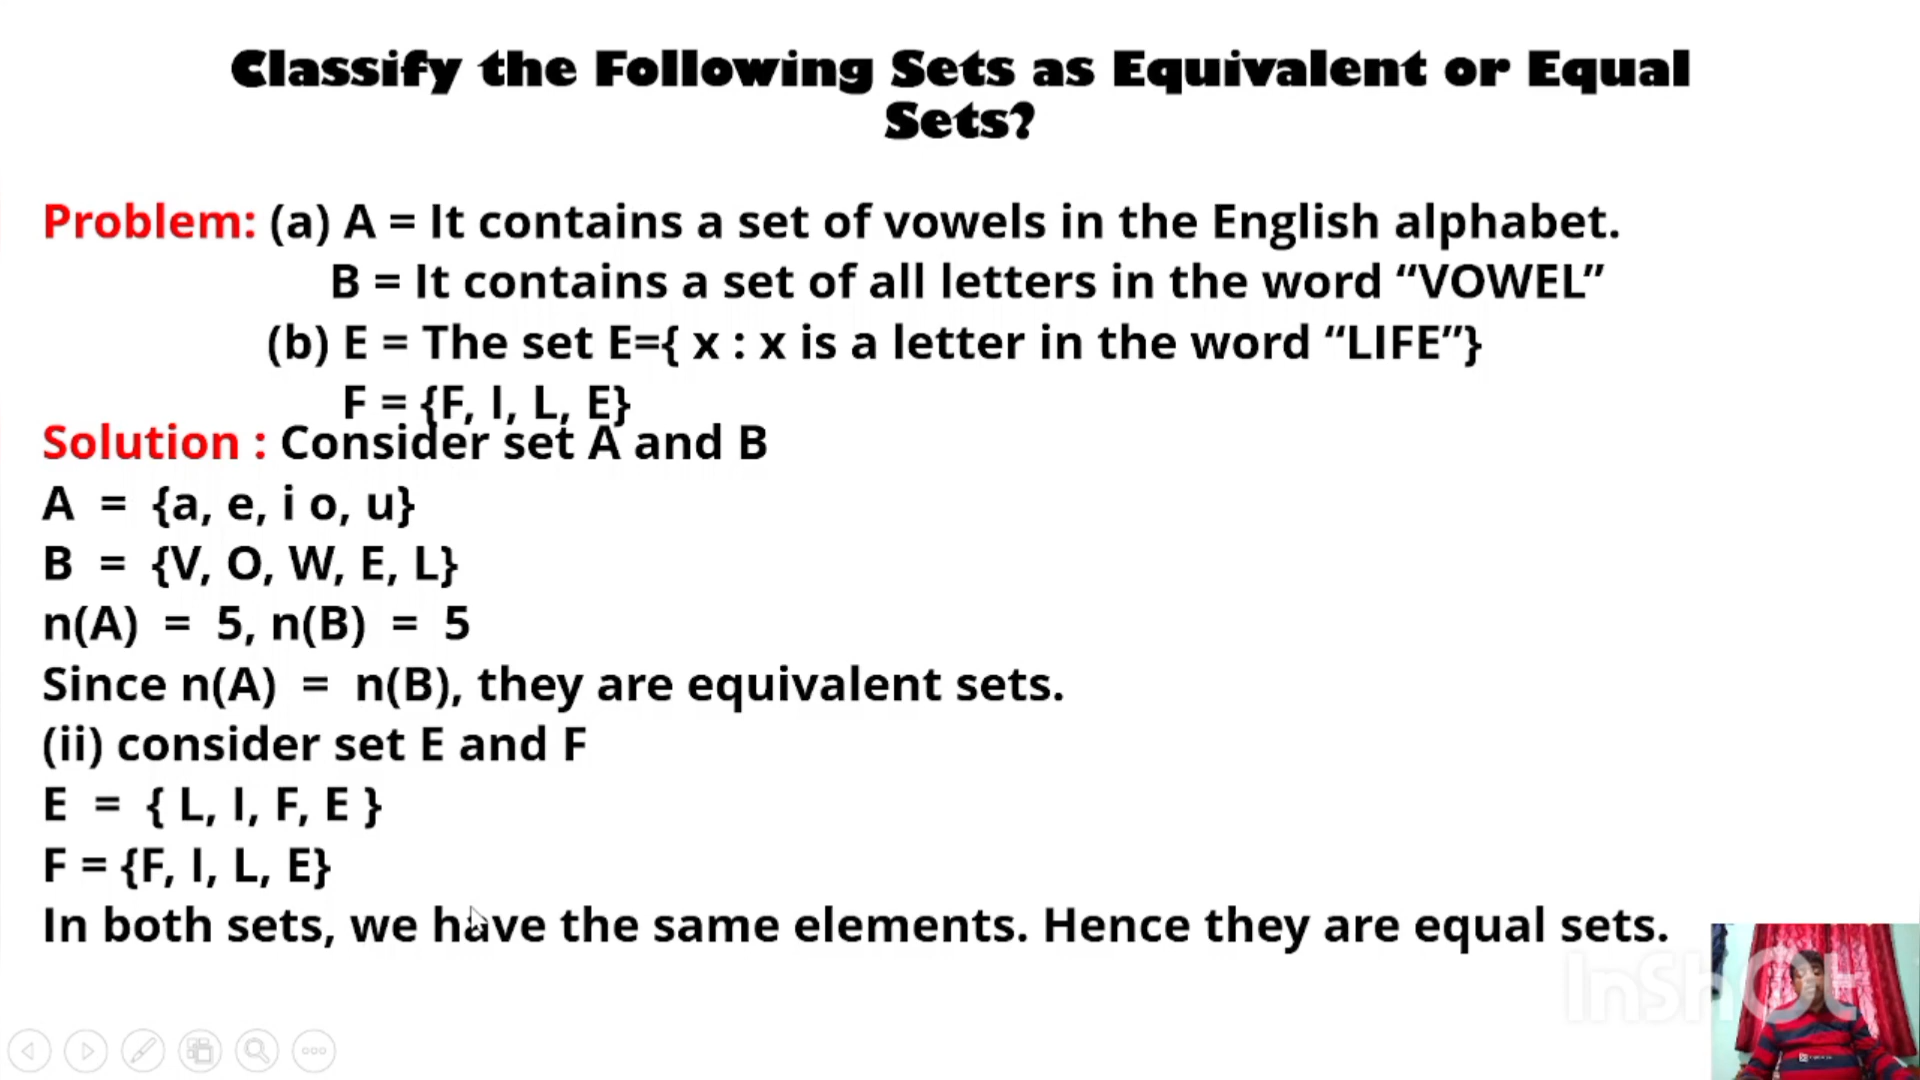 Classify the Following Sets as Equivalent or Equal
Sets?
Problem: (a) A = It contains a set of vowels in the English alphabet.
B = It contains a set of all letters in the word “VOWEL”
(b) E = The set E={ x : x is a letter in the word “LIFE”}
F = {F, I, L, E}
Solution : Consider set A and B
A = {a, e, i o, u}
B = {V, O, W, E, L}
n(A) = 5, n(B) = 5
Since n(A) = n(B), they are equivalent sets.
(ii) consider set E and F
E = { L, I, F, E }
F = {F, I, L, E}
In both sets, we have the same elements. Hence they are equal sets.
InShOt